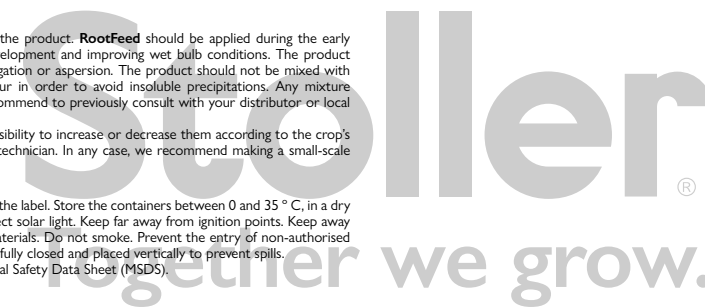 the product. RootFeed should be applied during the early
elopment and improving wet bulb conditions. The product
gation or aspersion. The product should not be mixed with
ur in order to avoid insoluble precipitations. Any mixture
ommend to previously consult with your distributor or local
sibility to increase or decrease them according to the crop's
technician. In any case, we recommend making a small-scale
the label. Store the containers between 0 and 35 º C, in a dry
ect solar light. Keep far away from ignition points. Keep away
aterials. Do not smoke. Prevent the entry of non-authorised
fully closed and placed vertically to prevent spills.
al Safety Data Sheet (MSDS).
Stoller®
Together we grow.